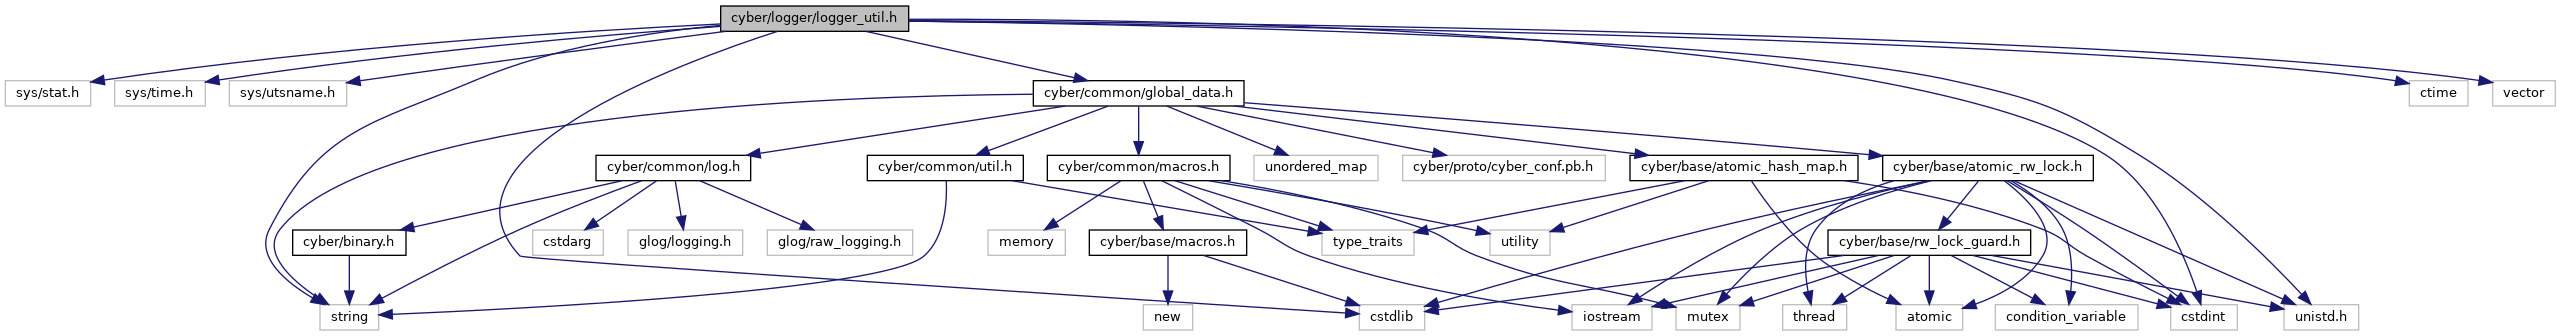 cyber/logger/logger_util.h
sys/stat.h
sys/time.h
sys/utsname.h
cyber/common/global_data.h
ctime
vector
cyber/common/log.h
cyber/common/util.h
cyber/common/macros.h
unordered_map
cyber/proto/cyber_conf.pb.h
cyber/base/atomic_hash_map.h
cyber/base/atomic_rw_lock.h
cyber/binary.h
cstdarg
glog/logging.h
glog/raw_logging.h
memory
cyber/base/macros.h
type_traits
utility
cyber/base/rw_lock_guard.h
string
new
cstdlib
iostream
mutex
thread
atomic
condition_variable
cstdint
unistd.h